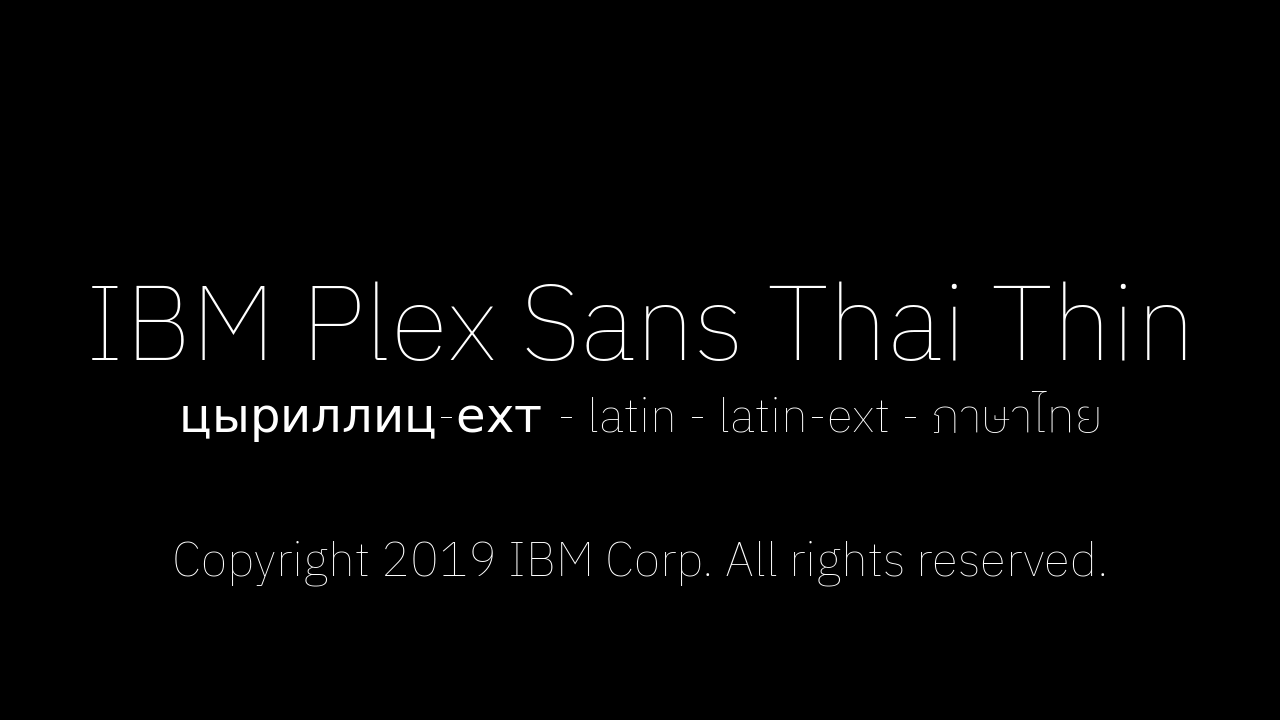 IBM Plex Sans Thai Thin
цыриллиц-ехт - latin - latin-ext - ภาษาไทย
Copyright 2019 IBM Corp. All rights reserved.